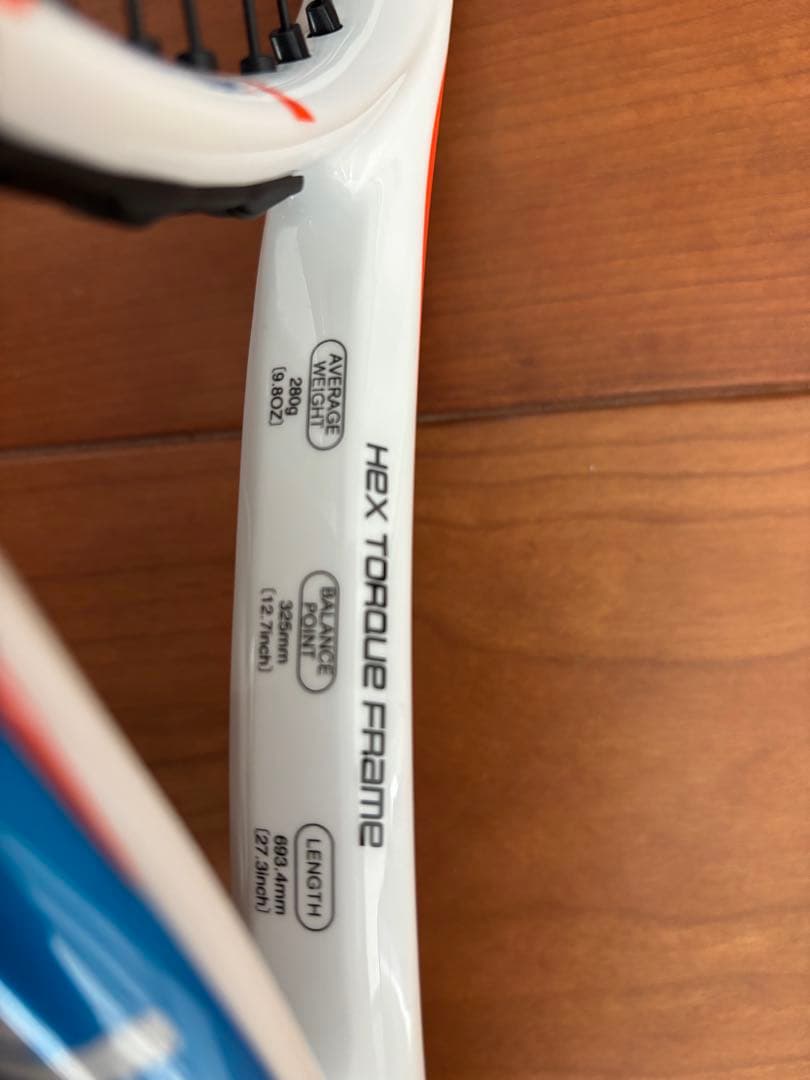 HEX TORQUE FRAME
AVERAGE
WEIGHT
280g
[9.8OZ]
BALANCE
POINT
325mm
[12.7inch]
LENGTH
693.4mm
[27.3inch]